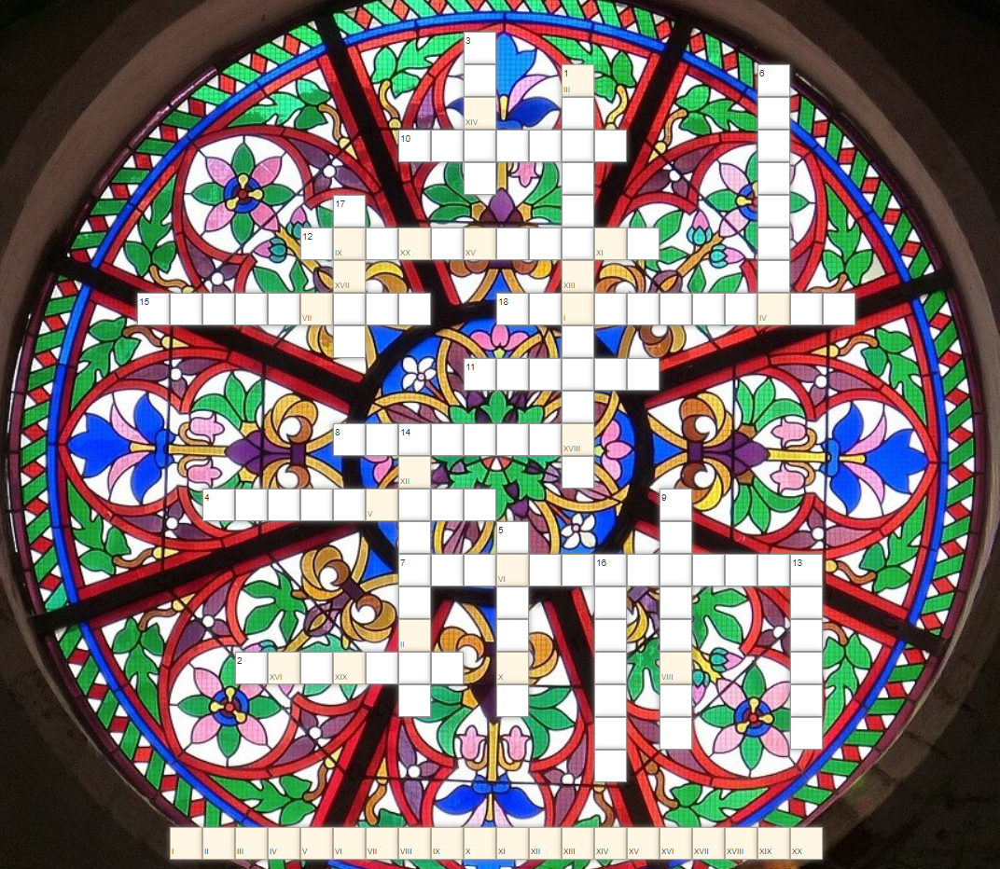 3
1
6
III
XIV
10
17
12
IX
XX
XV
XI
XVII
XIII
15
18
VII
I
IV
11
8
14
XVIII
XII
4
9
V
5
7
16
13
VI
II
2
XVI
XIX
X
VIII
I II III IV V VI VII VIII IX X XI XII XIII XIV XV XVI XVII XVIII XIX XX